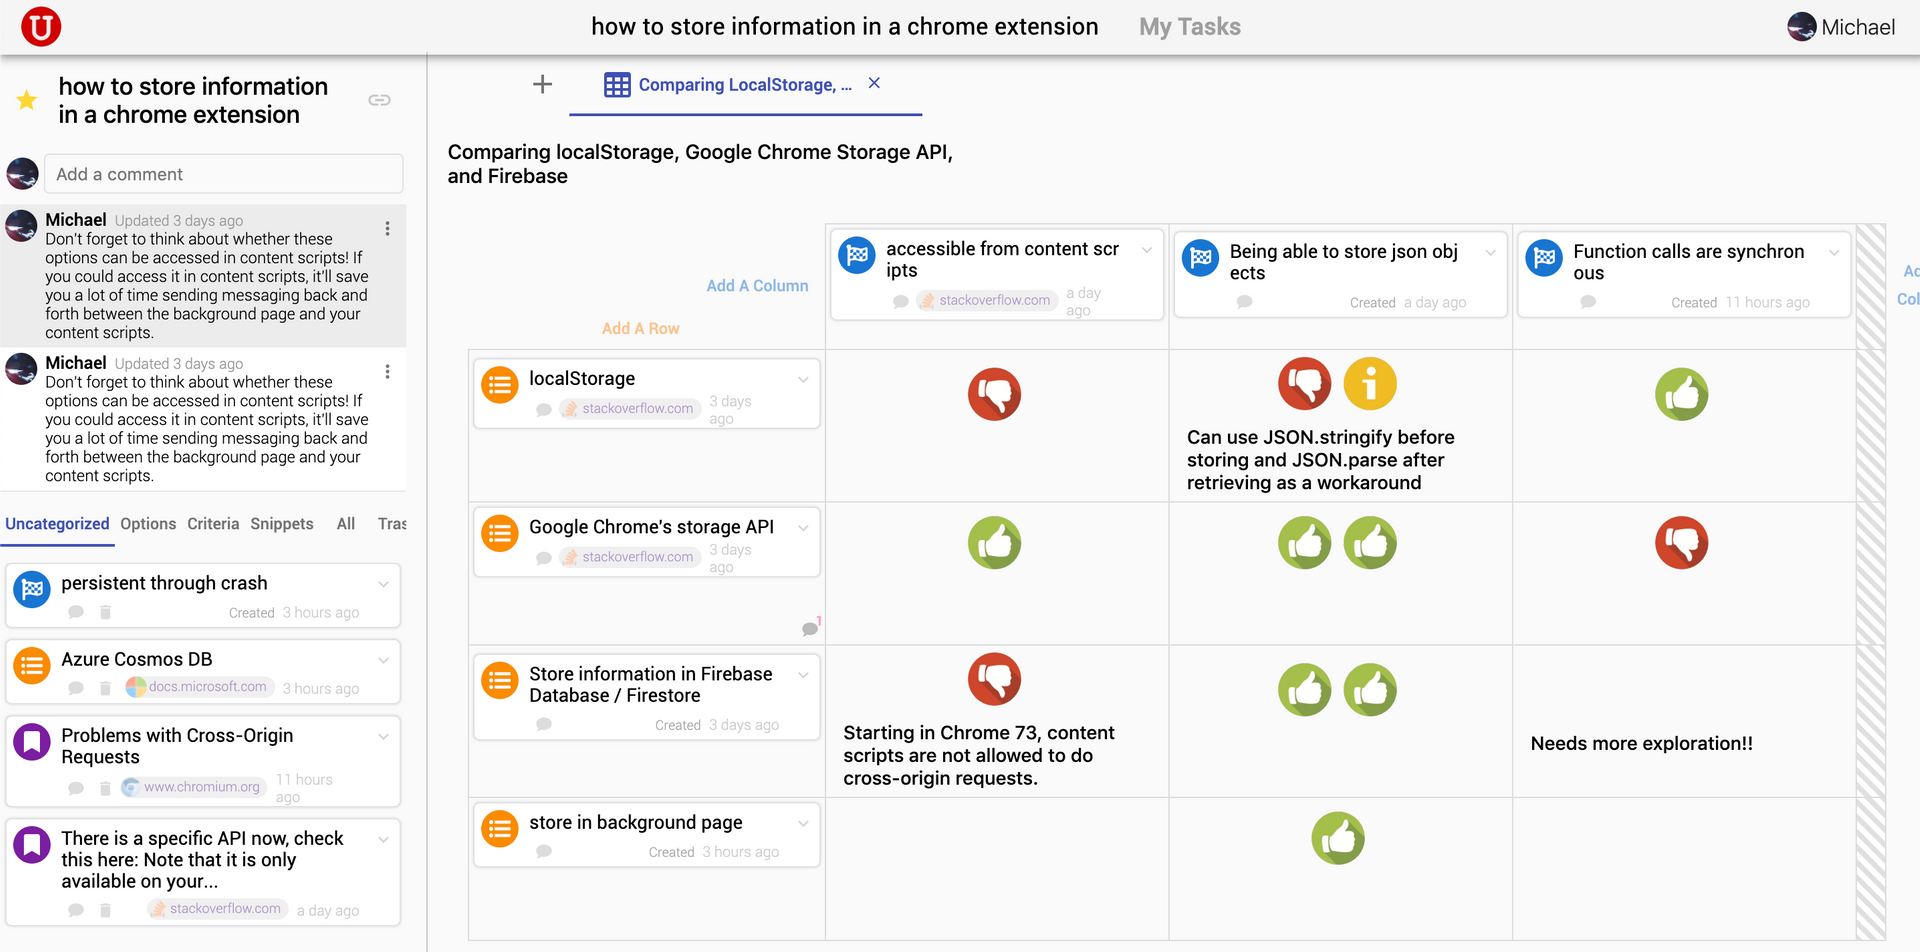 U
how to store information in a chrome extension
My Tasks
Michael
how to store information
in a chrome extension
Add a comment
Michael Updated 3 days ago
Don't forget to think about whether these
options can be accessed in content scripts! If
you could access it in content scripts, it'll save
you a lot of time sending messaging back and
forth between the background page and your
content scripts.
Michael Updated 3 days ago
Don't forget to think about whether these
options can be accessed in content scripts! If
you could access it in content scripts, it'll save
you a lot of time sending messaging back and
forth between the background page and your
content scripts.
Uncategorized Options Criteria Snippets All Tras
persistent through crash
Created 3 hours ago
Azure Cosmos DB
docs.microsoft.com 3 hours ago
Problems with Cross-Origin
Requests
www.chromium.org 11 hours
ago
There is a specific API now, check
this here: Note that it is only
available on your...
stackoverflow.com a day ago
Comparing LocalStorage, ...
Comparing localStorage, Google Chrome Storage API,
and Firebase
Add A Column
Add A Row
accessible from content scr
ipts
stackoverflow.com a day
ago
Being able to store json obj
ects
Created a day ago
Function calls are synchron
ous
Created 11 hours ago
Ad
Col
localStorage
stackoverflow.com 3 days
ago
Can use JSON.stringify before
storing and JSON.parse after
retrieving as a workaround
Google Chrome's storage API
stackoverflow.com 3 days
ago
1
Store information in Firebase
Database / Firestore
Created 3 days ago
Starting in Chrome 73, content
scripts are not allowed to do
cross-origin requests.
Needs more exploration!!
store in background page
Created 3 hours ago